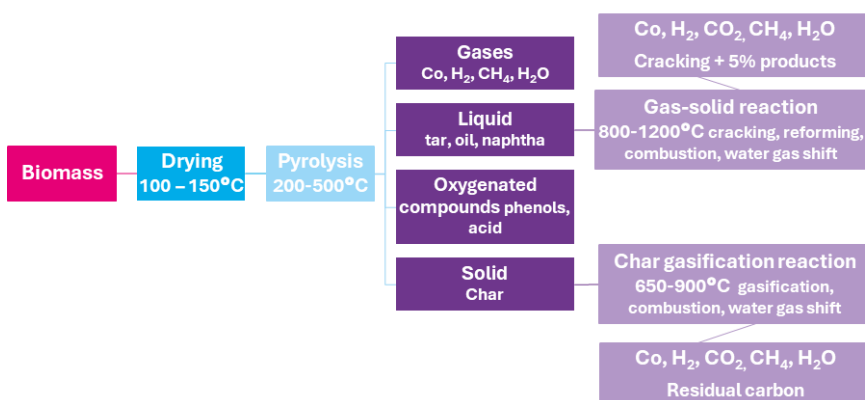 Biomass
Drying
100 – 150°C
Pyrolysis
200-500°C
Gases
Co, H₂, CH₄, H₂O
Liquid
tar, oil, naphtha
Oxygenated
compounds phenols,
acid
Solid
Char
Co, H₂, CO₂, CH₄, H₂O
Cracking + 5% products
Gas-solid reaction
800-1200°C cracking, reforming,
combustion, water gas shift
Char gasification reaction
650-900°C gasification,
combustion, water gas shift
Co, H₂, CO₂, CH₄, H₂O
Residual carbon